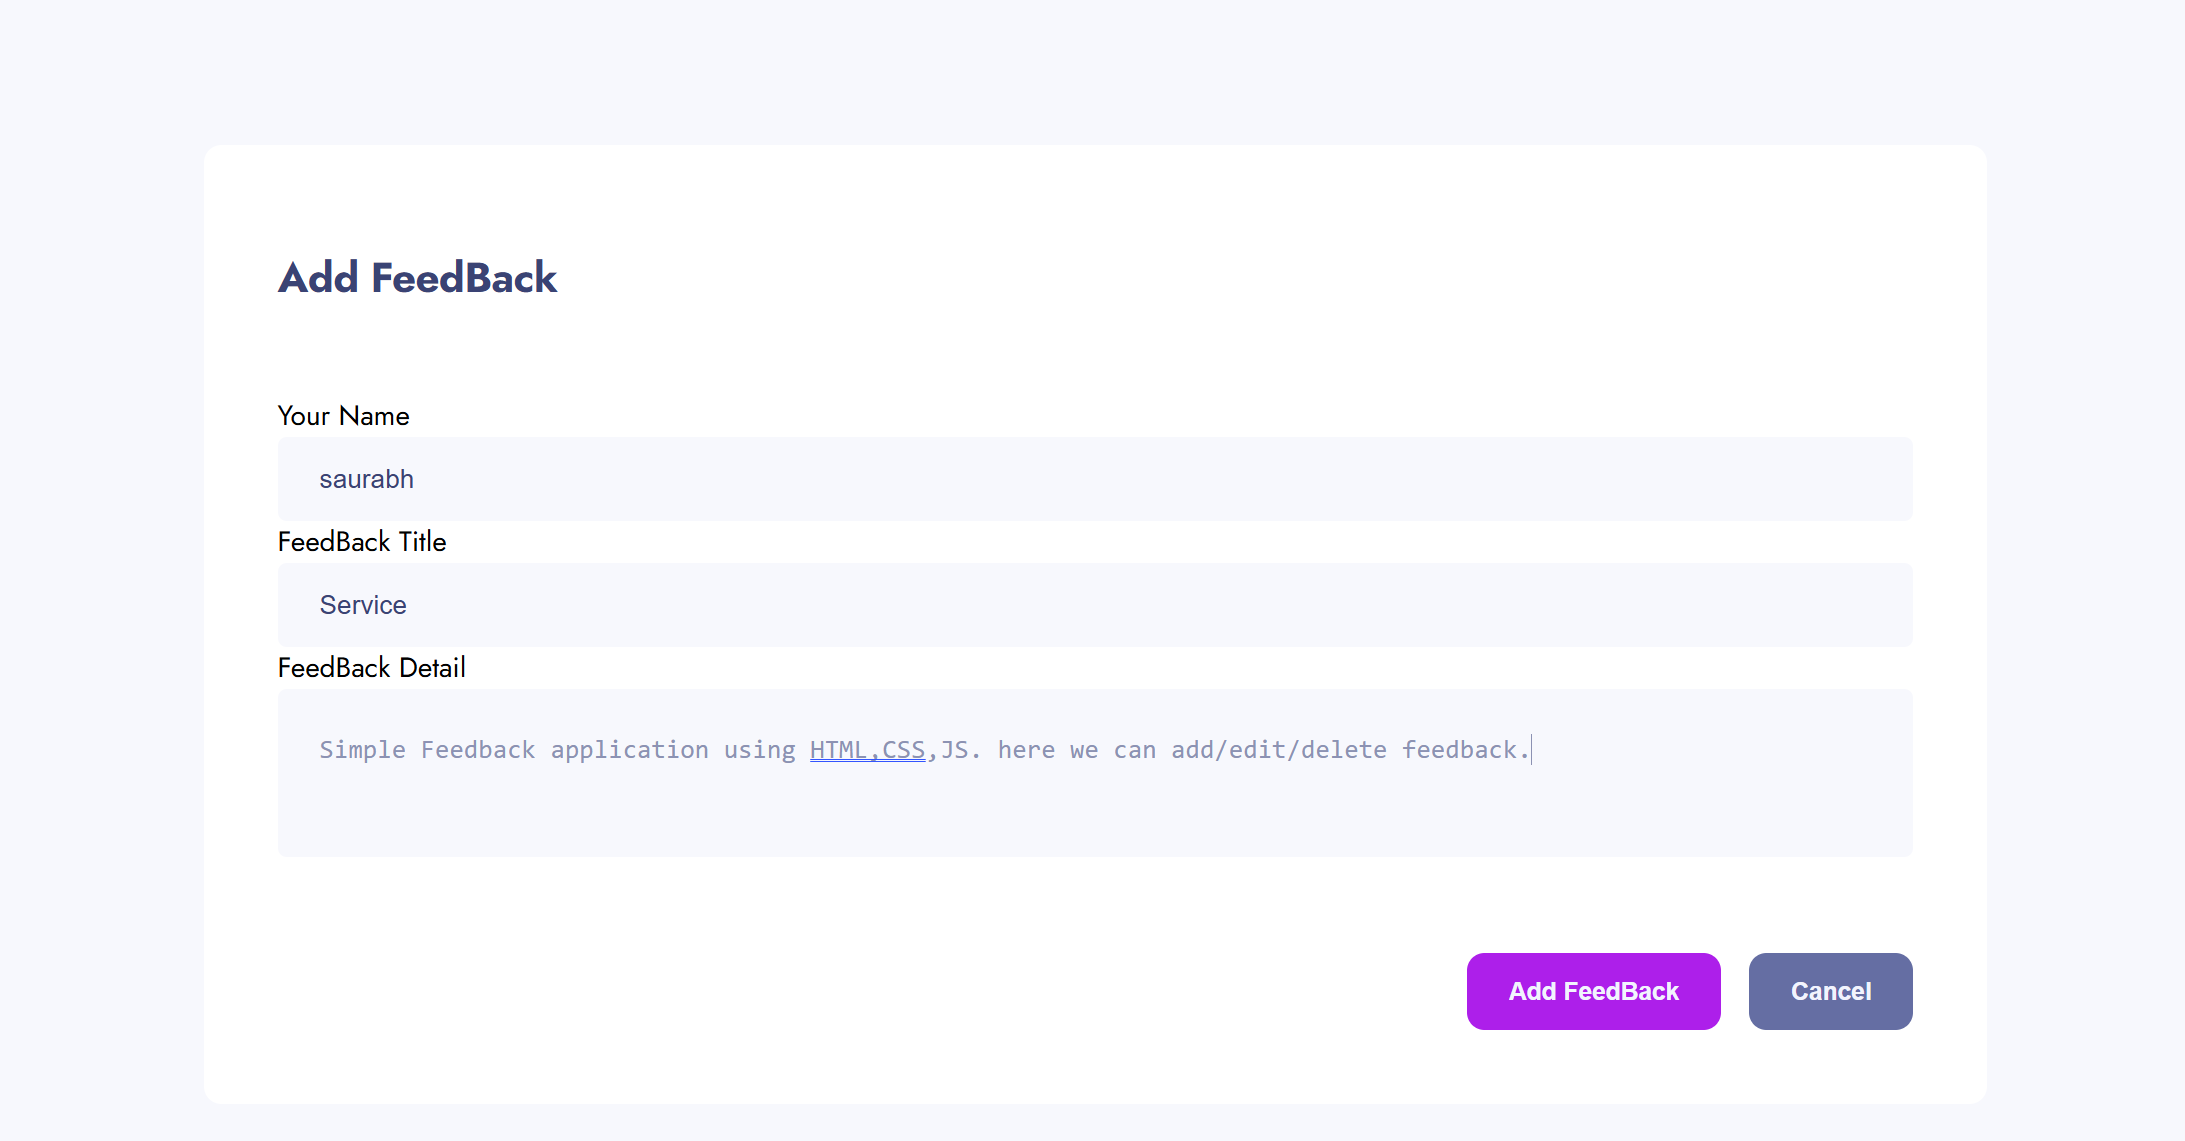 Add FeedBack
Your Name
saurabh
FeedBack Title
Service
FeedBack Detail
Simple Feedback application using HTML,CSS,JS. here we can add/edit/delete feedback.
Add FeedBack Cancel